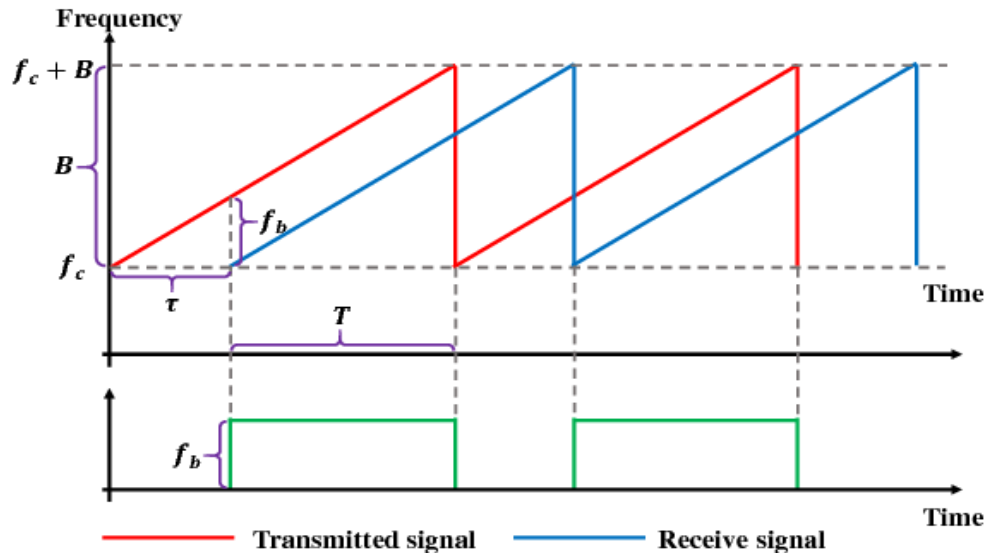 Frequency
f_c + B
B
f_b
f_c
Time
τ
T
f_b
Time
Transmitted signal
Receive signal